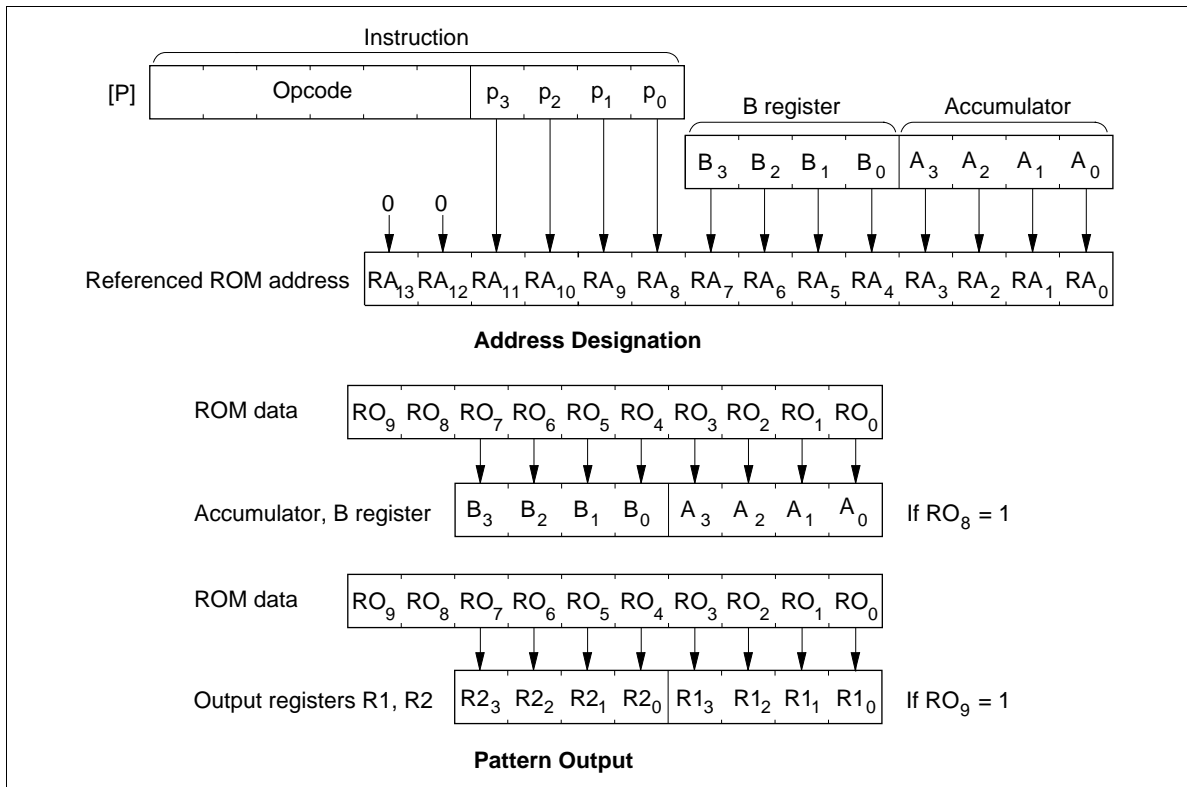 Instruction
[P] Opcode p3 p2 p1 p0
B register Accumulator
B3 B2 B1 B0 A3 A2 A1 A0
0 0
Referenced ROM address RA13 RA12 RA11 RA10 RA9 RA8 RA7 RA6 RA5 RA4 RA3 RA2 RA1 RA0
Address Designation
ROM data RO9 RO8 RO7 RO6 RO5 RO4 RO3 RO2 RO1 RO0
Accumulator, B register B3 B2 B1 B0 A3 A2 A1 A0 If RO8 = 1
ROM data RO9 RO8 RO7 RO6 RO5 RO4 RO3 RO2 RO1 RO0
Output registers R1, R2 R23 R22 R21 R20 R13 R12 R11 R10 If RO9 = 1
Pattern Output